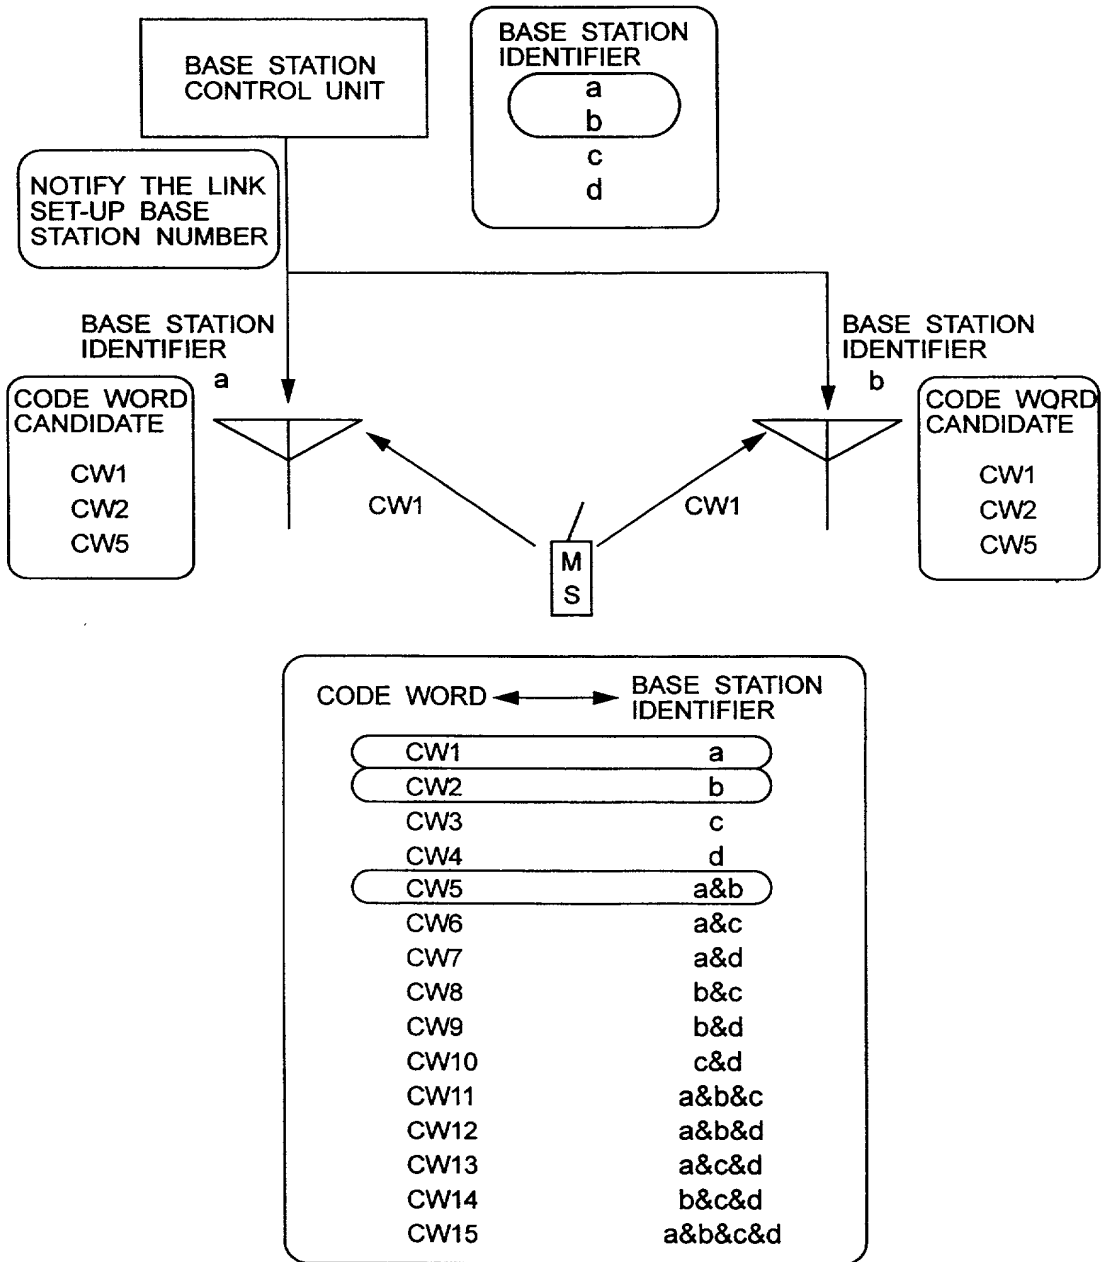 BASE STATION
CONTROL UNIT
BASE STATION
IDENTIFIER
a
b
c
d
NOTIFY THE LINK
SET-UP BASE
STATION NUMBER
BASE STATION
IDENTIFIER
a
BASE STATION
IDENTIFIER
b
CODE WORD
CANDIDATE
CW1
CW2
CW5
CW1
CW1
M
S
CODE WORD
CANDIDATE
CW1
CW2
CW5
CODE WORD BASE STATION
IDENTIFIER
CW1 a
CW2 b
CW3 c
CW4 d
CW5 a&b
CW6 a&c
CW7 a&d
CW8 b&c
CW9 b&d
CW10 c&d
CW11 a&b&c
CW12 a&b&d
CW13 a&c&d
CW14 b&c&d
CW15 a&b&c&d